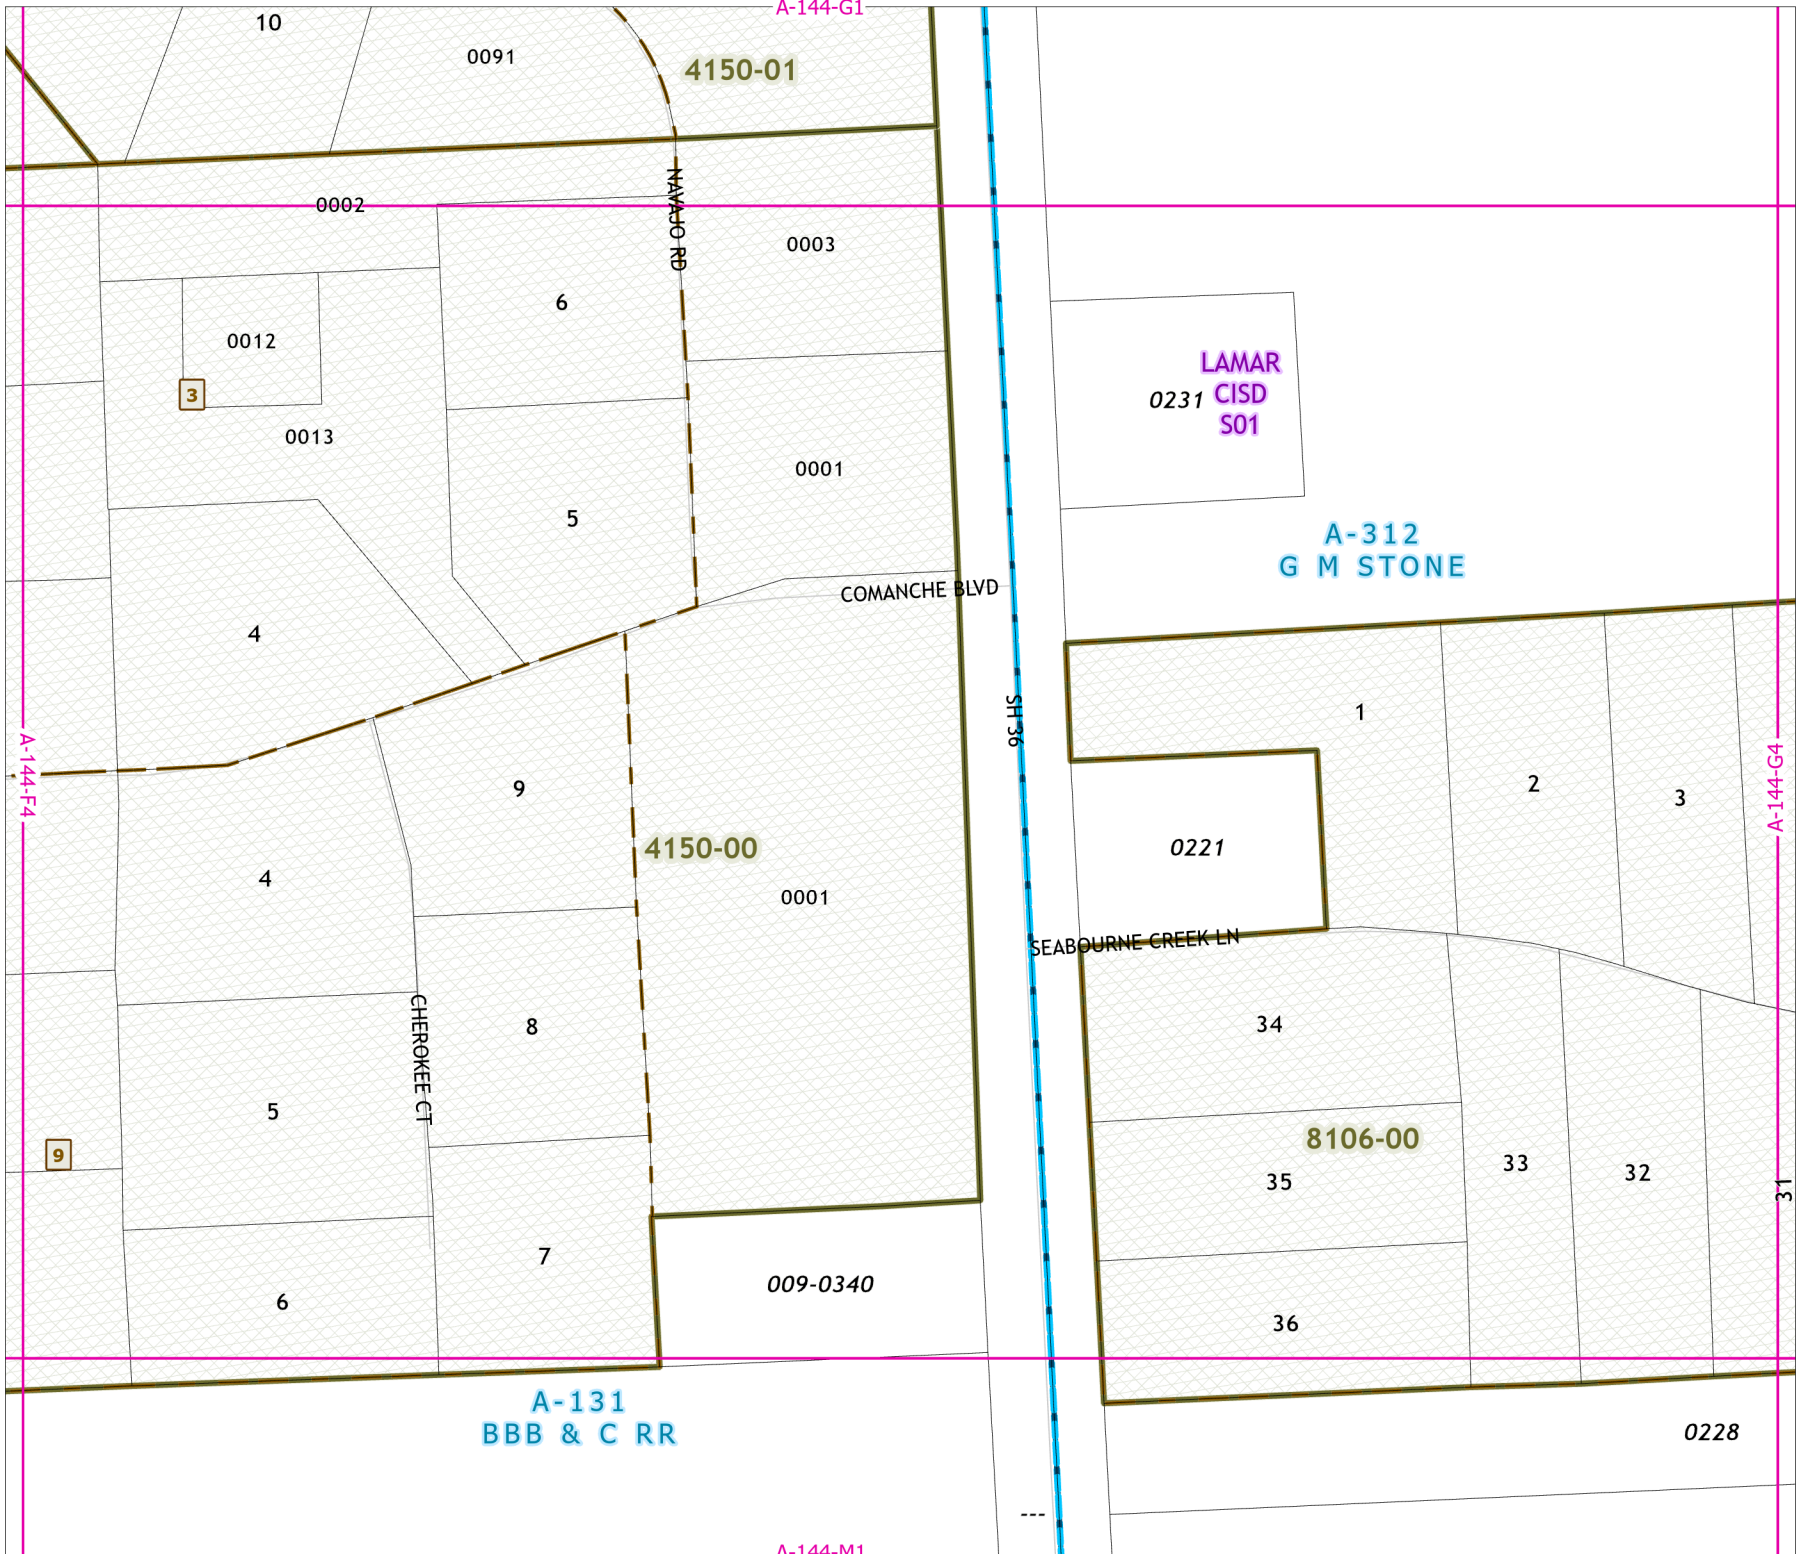 A-144-G1
10
0091
4150-01
0002
NAVAJO RD
0003
6
0012
3
0013
0231
LAMAR
CISD
S01
5
0001
A-312
G M STONE
COMANCHE BLVD
4
SH 36
1
2
3
A-144-F4
A-144-G4
9
4150-00
0221
4
0001
SEABOURNE CREEK LN
34
8
CHEROKEE CT
5
8106-00
9
35
33
32
31
7
009-0340
6
36
A-131
BBB & C RR
0228
---
A-144-M1